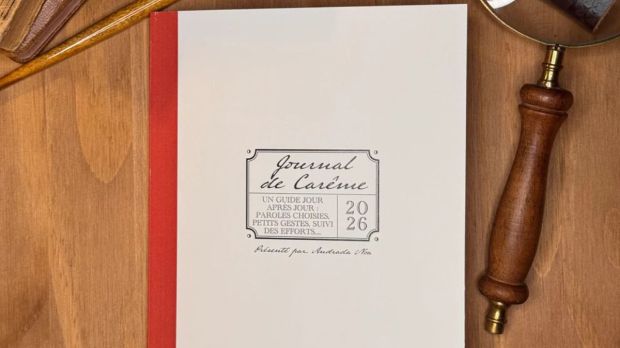 Journal
de Carême
UN GUIDE JOUR
APRÈS JOUR :
PAROLES CHOISIES,
PETITS GESTES, SUIVI
DES EFFORTS...
20
26
Présenté par Andrada Noa